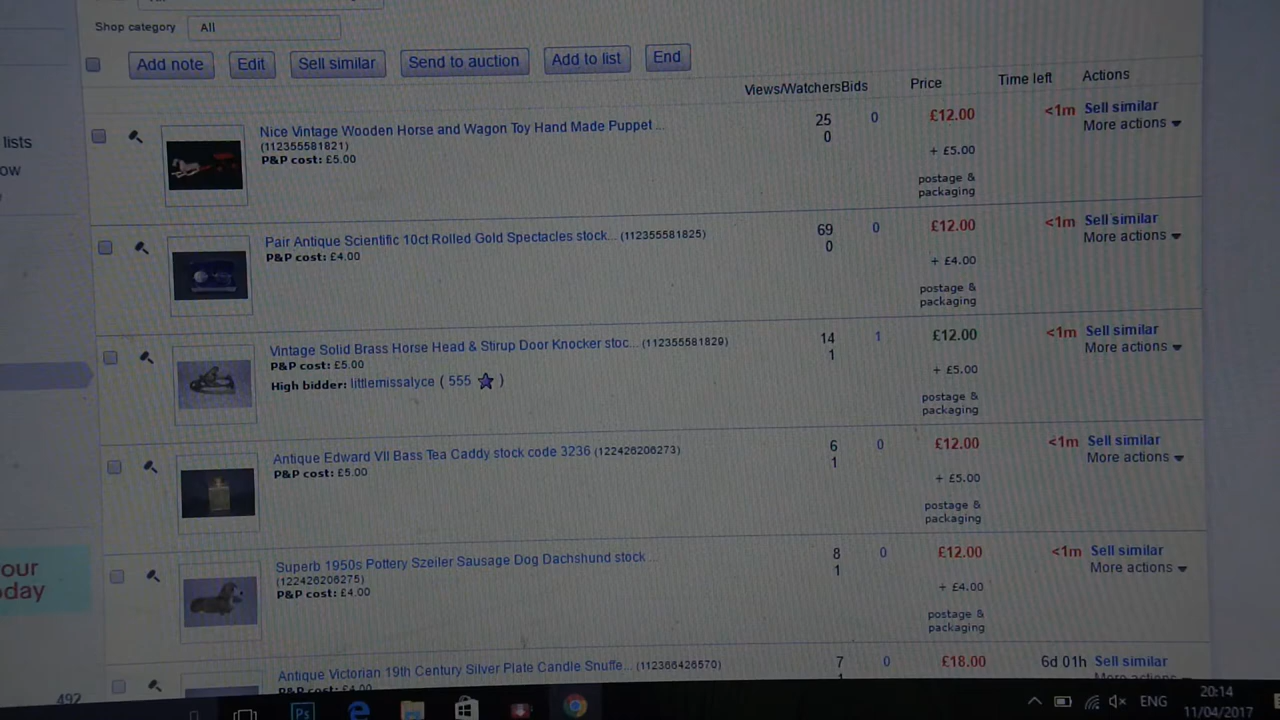 Shop category All
Add note Edit Sell similar Send to auction Add to list End
Views/Watchers Bids Price Time left Actions
Nice Vintage Wooden Horse and Wagon Toy Hand Made Puppet ... 25 0 £12.00 <1m Sell similar
(112355581821) 0 More actions
P&P cost: £5.00 + £5.00
postage &
packaging
lists
ow
Pair Antique Scientific 10ct Rolled Gold Spectacles stock... (112355581825) 69 0 £12.00 <1m Sell similar
P&P cost: £4.00 0 More actions
+ £4.00
postage &
packaging
Vintage Solid Brass Horse Head & Stirup Door Knocker stoc... (112355581829) 14 1 £12.00 <1m Sell similar
P&P cost: £5.00 1 More actions
High bidder: littlemissalyce ( 555 ) + £5.00
postage &
packaging
Antique Edward VII Bass Tea Caddy stock code 3236 (122426206273) 6 0 £12.00 <1m Sell similar
P&P cost: £5.00 1 More actions
+ £5.00
postage &
packaging
Superb 1950s Pottery Szeiler Sausage Dog Dachshund stock ... 8 0 £12.00 <1m Sell similar
(122426206275) 1 More actions
P&P cost: £4.00 + £4.00
postage &
packaging
our
oday
Antique Victorian 19th Century Silver Plate Candle Snuffe... (112366426570) 7 0 £18.00 6d 01h Sell similar
P&P cost: £4.00 1 More actions
492
Ps ENG 20:14
11/04/2017